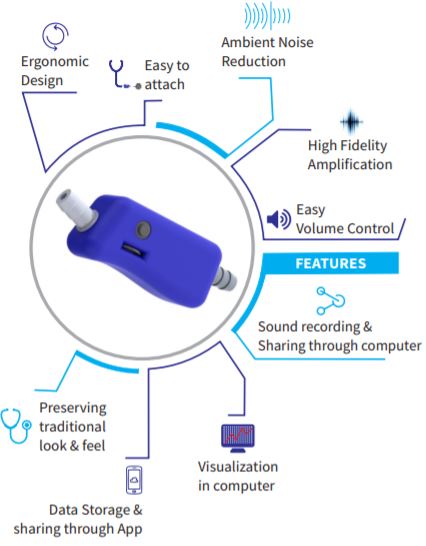 Ambient Noise
Reduction
Ergonomic
Design
Easy to
attach
High Fidelity
Amplification
Easy
Volume Control
FEATURES
Sound recording &
Sharing through computer
Preserving
traditional
look & feel
Visualization
in computer
Data Storage &
sharing through App